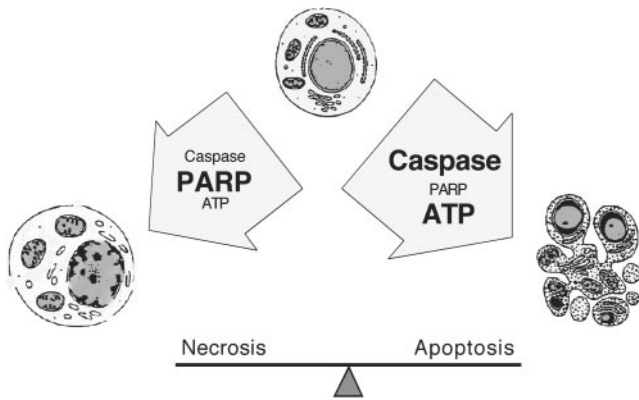 Caspase
PARP
ATP
Caspase
PARP
ATP
Necrosis
Apoptosis